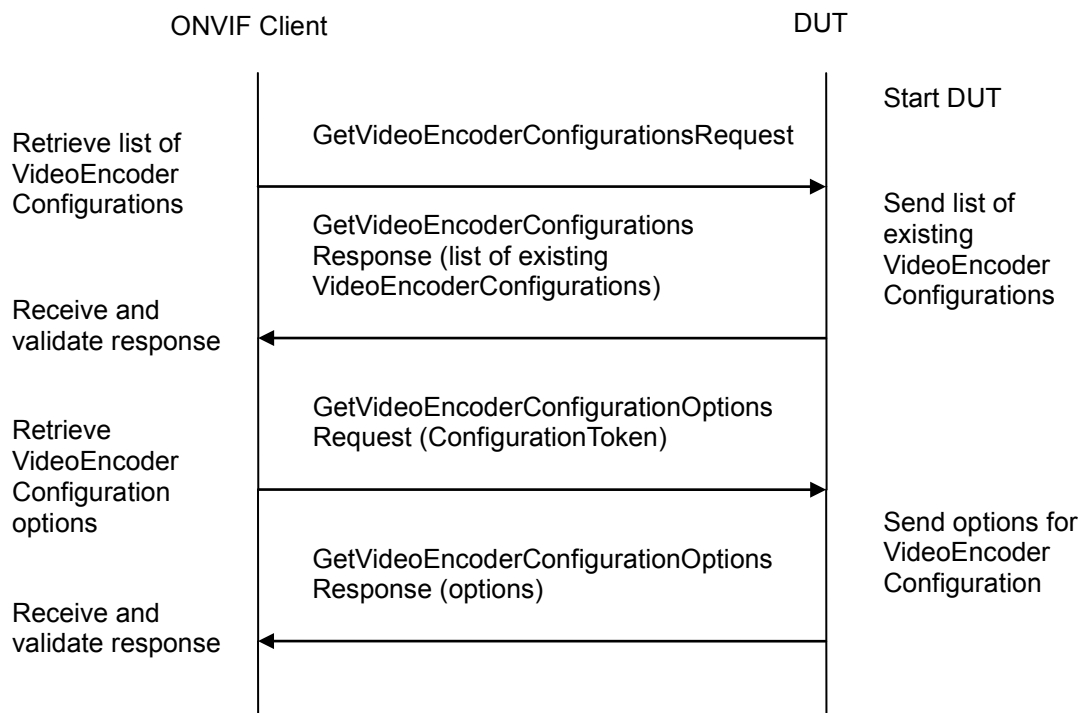 ONVIF Client
DUT
Start DUT
Retrieve list of
VideoEncoder
Configurations
GetVideoEncoderConfigurationsRequest
Send list of
existing
VideoEncoder
Configurations
GetVideoEncoderConfigurations
Response (list of existing
VideoEncoderConfigurations)
Receive and
validate response
GetVideoEncoderConfigurationOptions
Request (ConfigurationToken)
Retrieve
VideoEncoder
Configuration
options
Send options for
VideoEncoder
Configuration
GetVideoEncoderConfigurationOptions
Response (options)
Receive and
validate response